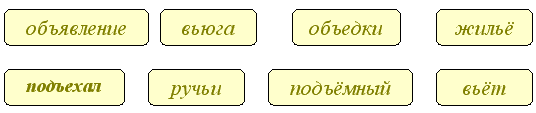 объявление вьюга объедки жильё
подъехал ручьи подъёмный вьёт